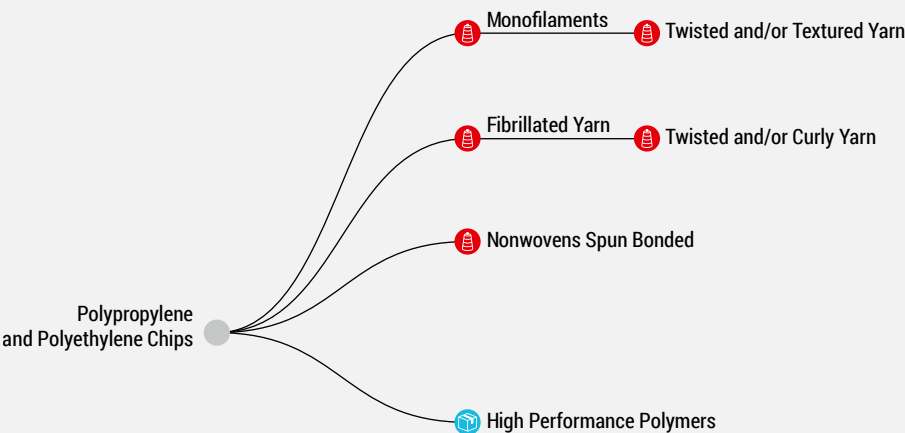 Monofilaments
Twisted and/or Textured Yarn
Fibrillated Yarn
Twisted and/or Curly Yarn
Nonwovens Spun Bonded
Polypropylene
and Polyethylene Chips
High Performance Polymers